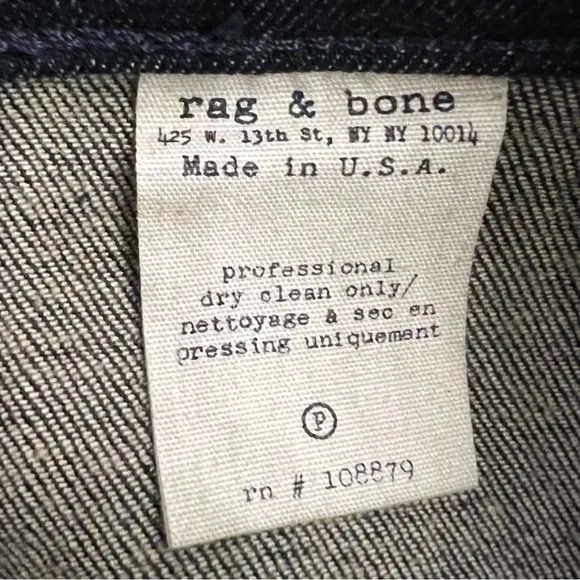 rag & bone
425 W. 13th St, NY NY 10014
Made in U.S.A.
professional
dry clean only/
nettoyage à sec en
pressing uniquement
P
rn # 108879